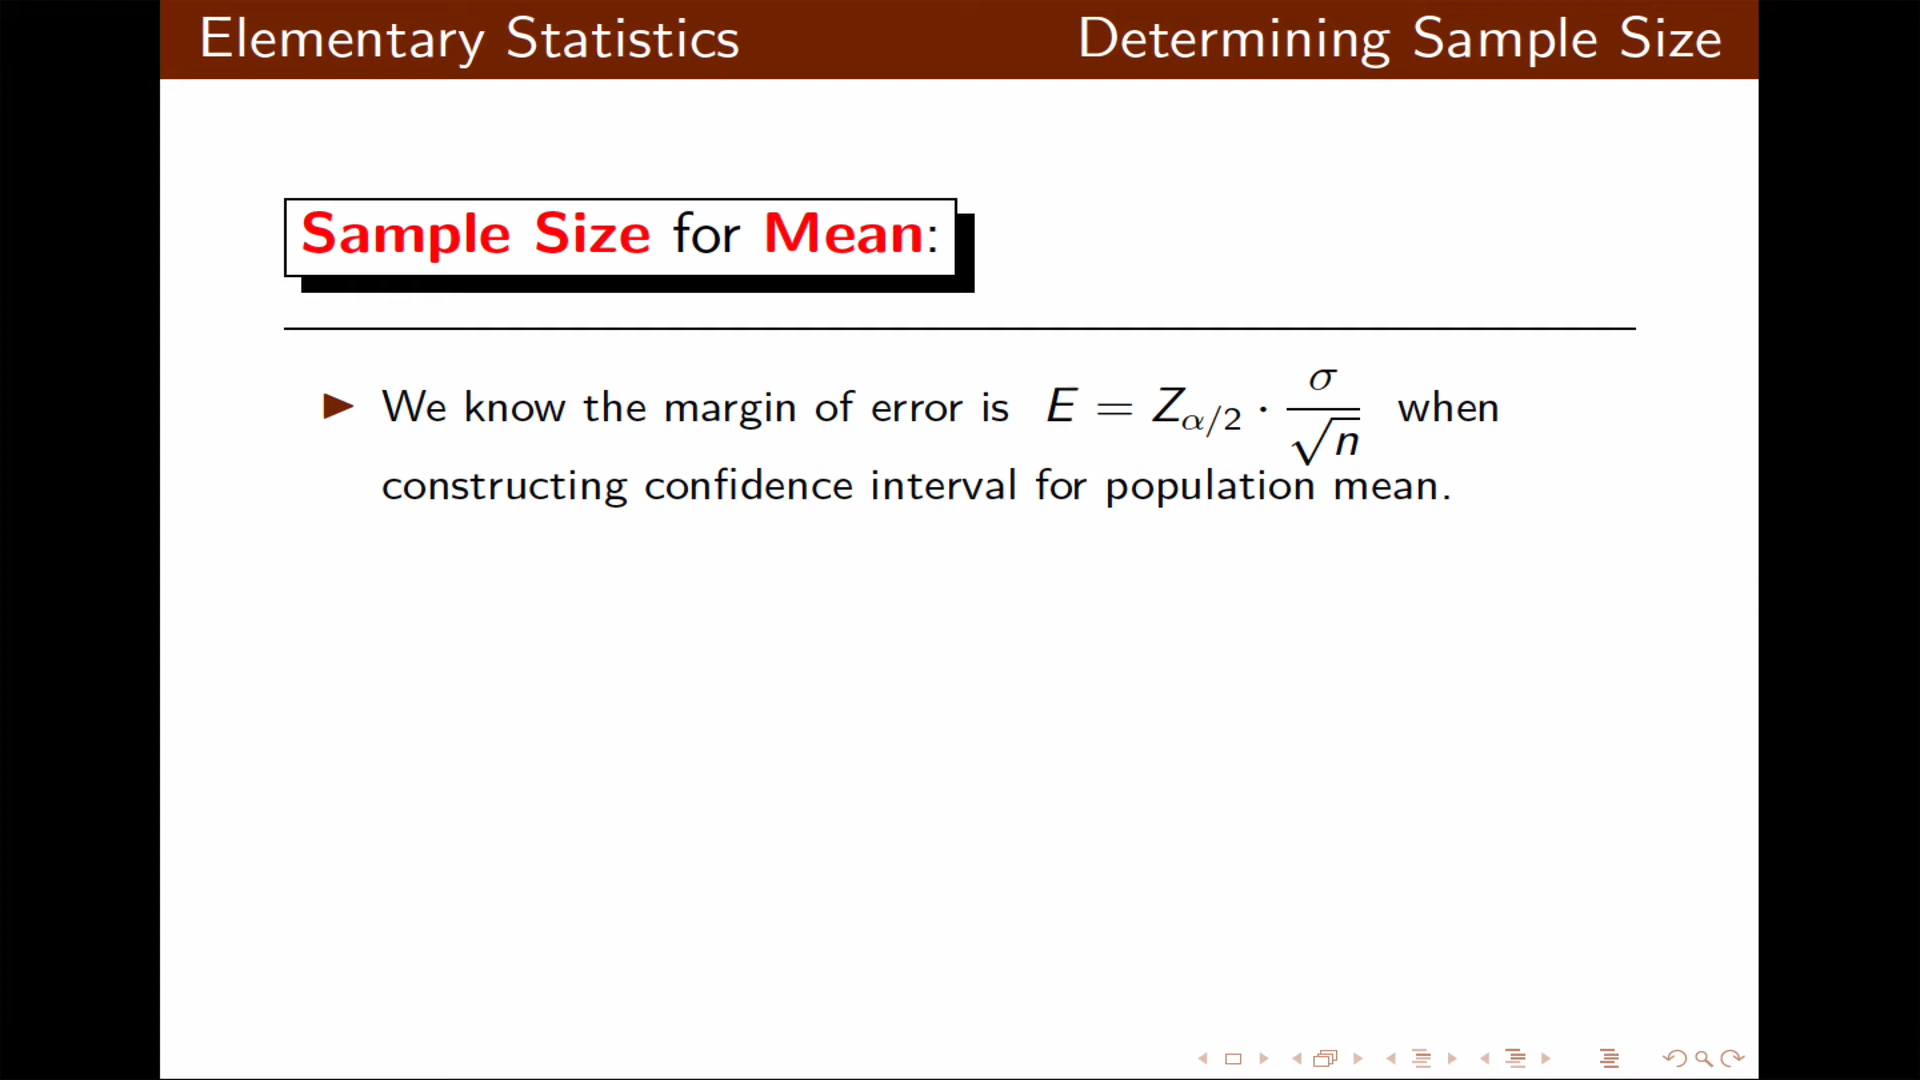 Elementary Statistics Determining Sample Size
Sample Size for Mean:
We know the margin of error is E = Z_{α/2} · σ/√n when
constructing confidence interval for population mean.